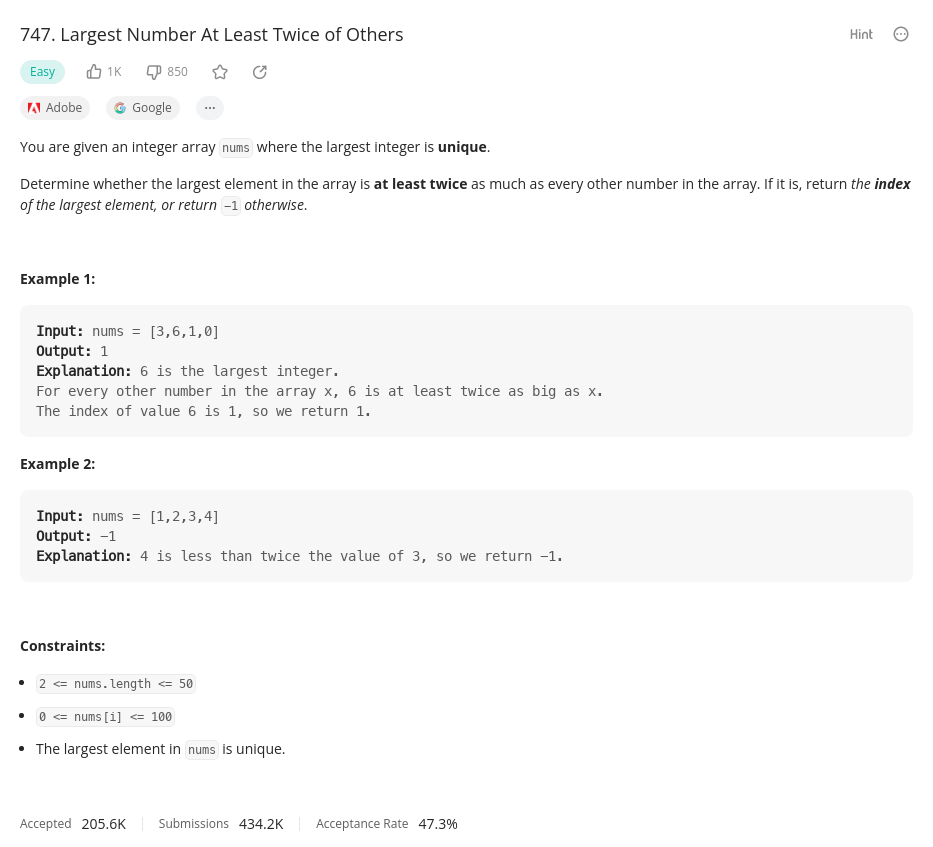 747. Largest Number At Least Twice of Others
Hint
Easy 1K 850
Adobe Google ···
You are given an integer array nums where the largest integer is unique.
Determine whether the largest element in the array is at least twice as much as every other number in the array. If it is, return the index
of the largest element, or return -1 otherwise.
Example 1:
Input: nums = [3,6,1,0]
Output: 1
Explanation: 6 is the largest integer.
For every other number in the array x, 6 is at least twice as big as x.
The index of value 6 is 1, so we return 1.
Example 2:
Input: nums = [1,2,3,4]
Output: -1
Explanation: 4 is less than twice the value of 3, so we return -1.
Constraints:
• 2 <= nums.length <= 50
• 0 <= nums[i] <= 100
• The largest element in nums is unique.
Accepted 205.6K Submissions 434.2K Acceptance Rate 47.3%